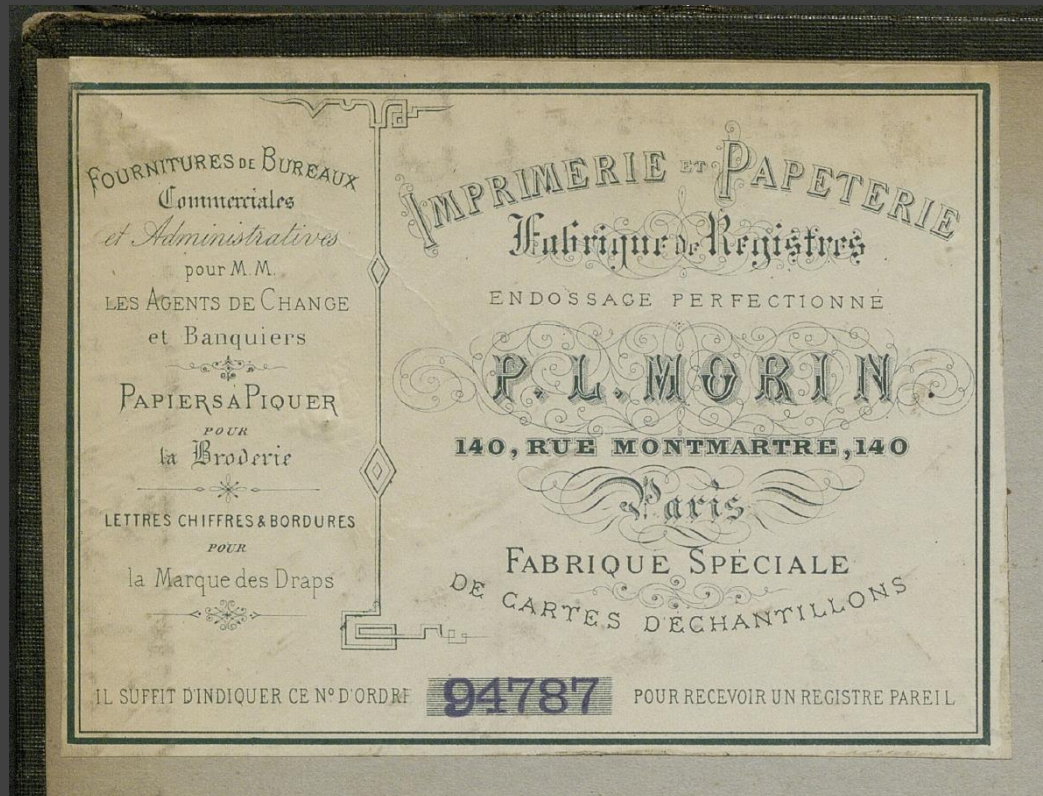 FOURNITURES DE BUREAUX
Commerciales
et Administratives
pour M.M.
LES AGENTS DE CHANGE
et Banquiers
PAPIERS A PIQUER
POUR
la Broderie
LETTRES CHIFFRES & BORDURES
POUR
la Marque des Draps
IMPRIMERIE ET PAPETERIE
Fabrique de Registres
ENDOSSAGE PERFECTIONNÉ
P. L. MORIN.
140, RUE MONTMARTRE, 140
Paris
FABRIQUE SPÉCIALE
DE CARTES D'ÉCHANTILLONS
IL SUFFIT D'INDIQUER CE Nº D'ORDRE 94787 POUR RECEVOIR UN REGISTRE PAREIL